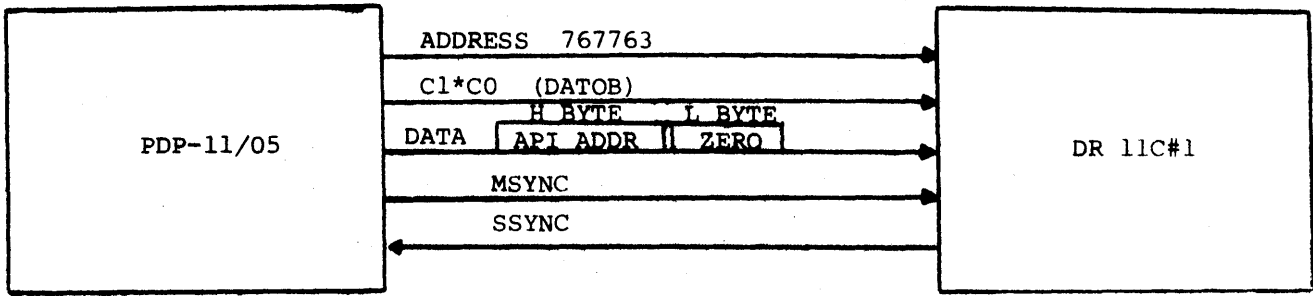 ADDRESS 767763
C1*C0 (DATOB)
H BYTE L BYTE
PDP-11/05
DATA API ADDR ZERO
DR 11C#1
MSYNC
SSYNC